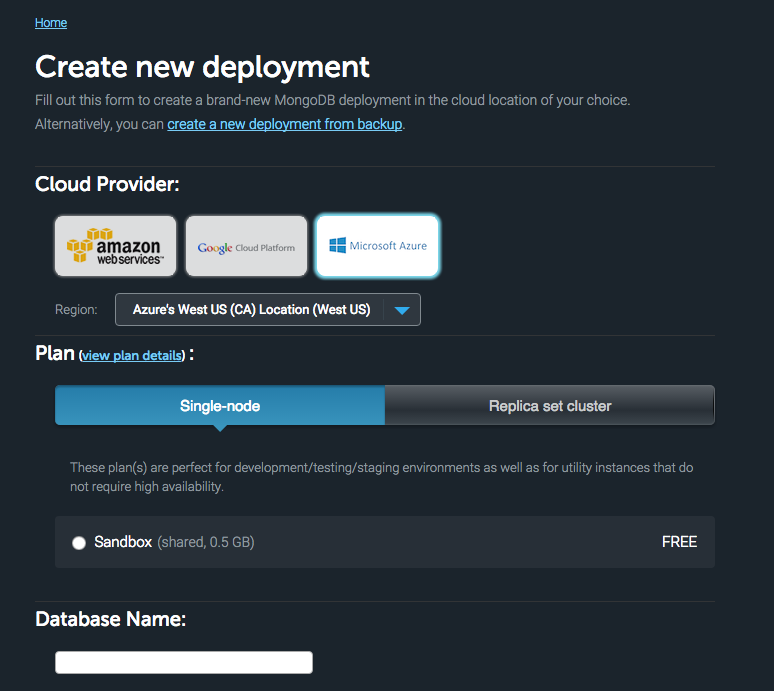 Home
Create new deployment
Fill out this form to create a brand-new MongoDB deployment in the cloud location of your choice.
Alternatively, you can create a new deployment from backup.
Cloud Provider:
amazon
web services™
Google Cloud Platform
Microsoft Azure
Region: Azure's West US (CA) Location (West US)
Plan (view plan details) :
Single-node Replica set cluster
These plan(s) are perfect for development/testing/staging environments as well as for utility instances that do
not require high availability.
Sandbox (shared, 0.5 GB) FREE
Database Name: